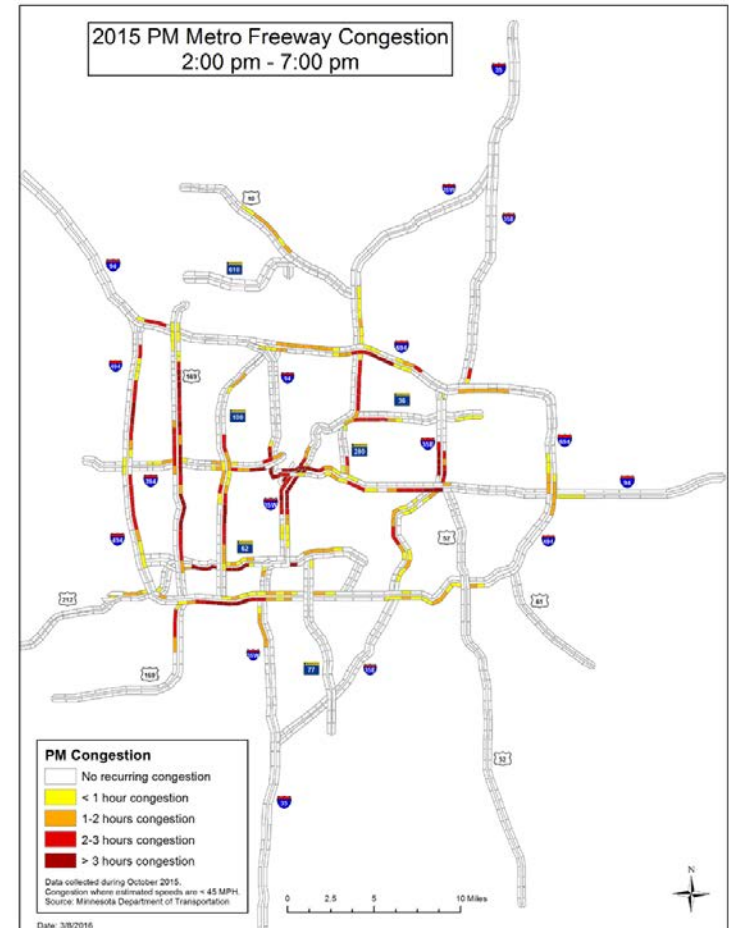 2015 PM Metro Freeway Congestion
2:00 pm - 7:00 pm
35
35W
10
35E
94
610
694
494
169
94
36
100
280
35E
494
394
94
35W
494
52
62
494
212
61
35W
77
35E
169
52
35
PM Congestion
No recurring congestion
< 1 hour congestion
1-2 hours congestion
2-3 hours congestion
> 3 hours congestion
Data collected during October 2015.
Congestion where estimated speeds are < 45 MPH.
Source: Minnesota Department of Transportation
Date: 3/8/2016
0 2.5 5 10 Miles
N